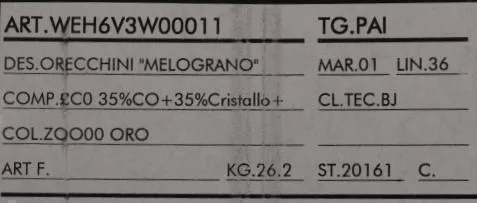 ART.WEH6V3W00011 TG.PAI
DES.ORECCHINI "MELOGRANO" MAR.01 LIN.36
COMP.£C0 35%CO+35%Cristallo+ CL.TEC.BJ
COL.ZOO00 ORO
ART F. KG.26.2 ST.20161 C.